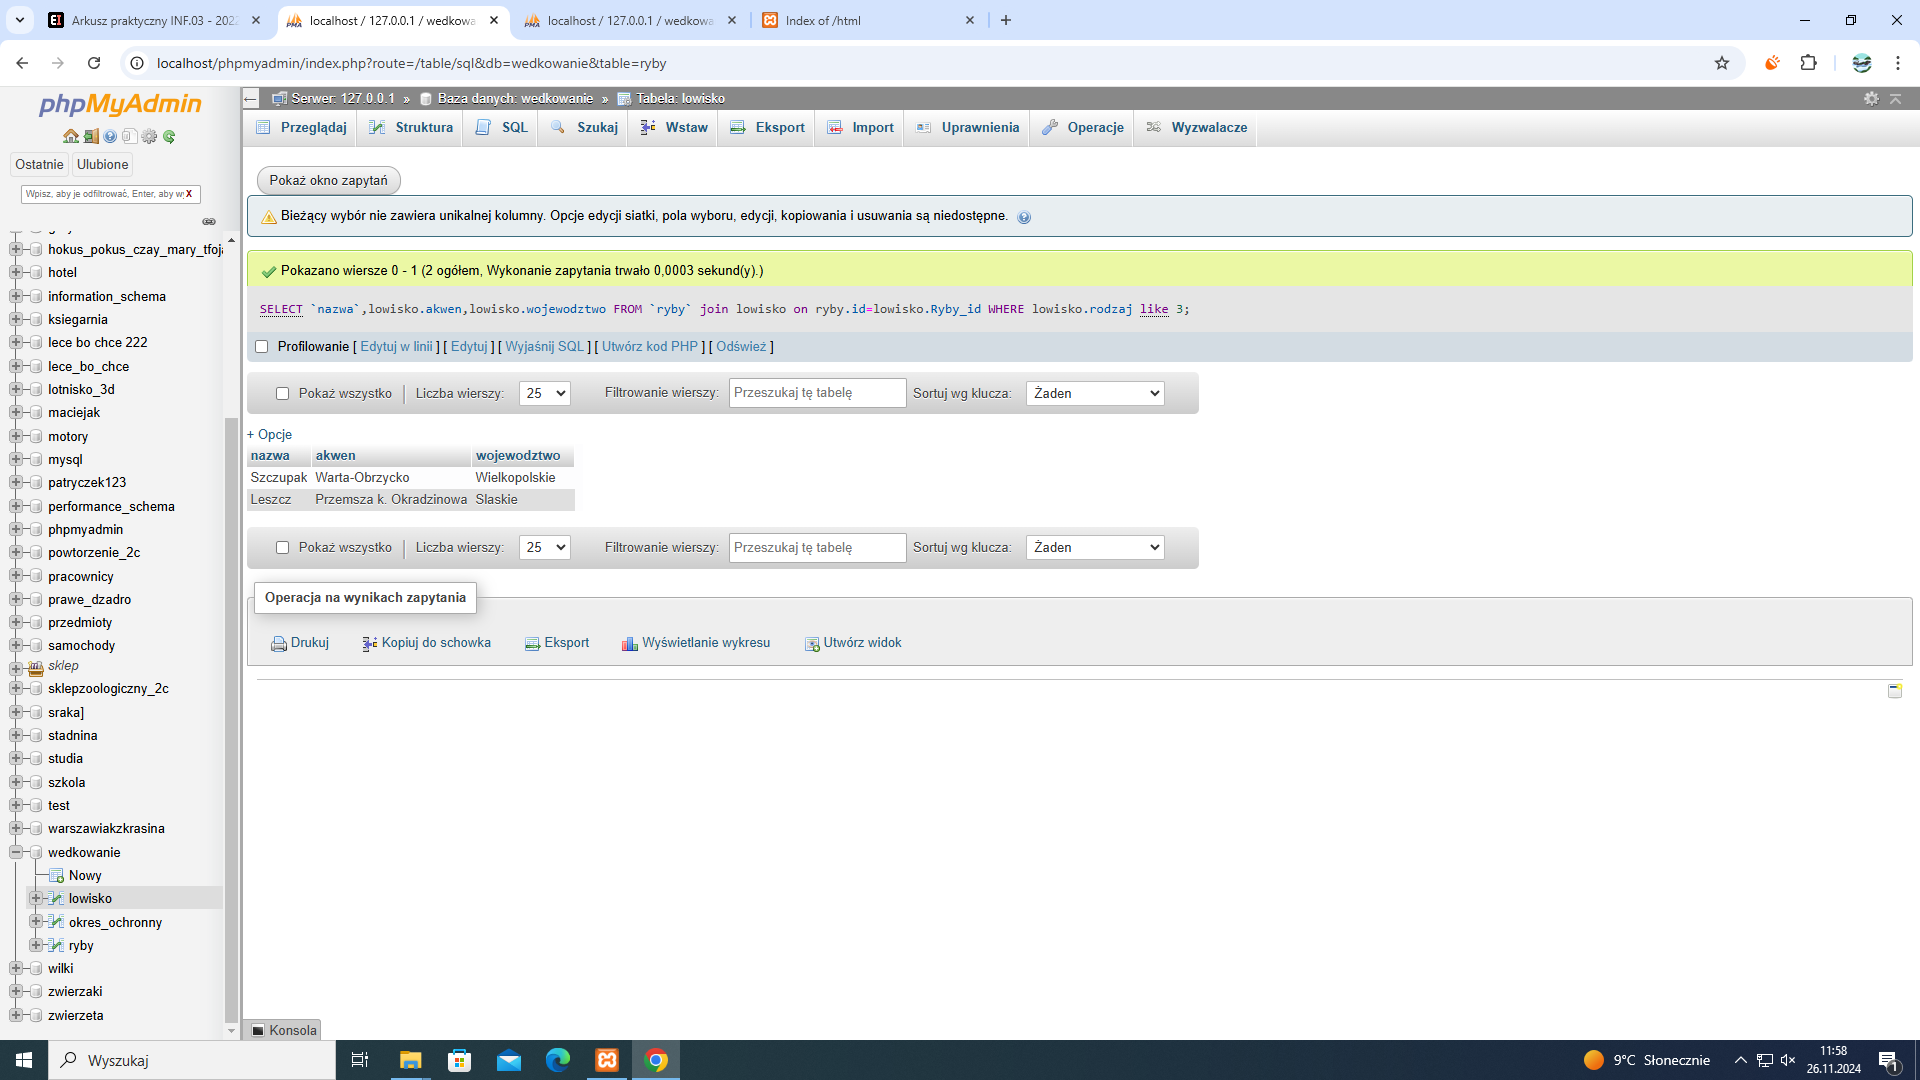 Arkusz praktyczny INF.03 - 2022
localhost / 127.0.0.1 / wedkowa
localhost / 127.0.0.1 / wedkowa
Index of /html
localhost/phpmyadmin/index.php?route=/table/sql&db=wedkowanie&table=ryby
phpMyAdmin
Ostatnie
Ulubione
Wpisz, aby je odfiltrować, Enter, aby wy X
hokus_pokus_czay_mary_tfoja
hotel
information_schema
ksiegarnia
lece bo chce 222
lece_bo_chce
lotnisko_3d
maciejak
motory
mysql
patryczek123
performance_schema
phpmyadmin
powtorzenie_2c
pracownicy
prawe_dzadro
przedmioty
samochody
sklep
sklepzoologiczny_2c
sraka]
stadnina
studia
szkola
test
warszawiakzkrasina
wedkowanie
Nowy
lowisko
okres_ochronny
ryby
wilki
zwierzaki
zwierzeta
Serwer: 127.0.0.1 » Baza danych: wedkowanie » Tabela: lowisko
Przeglądaj Struktura SQL Szukaj Wstaw Eksport Import Uprawnienia Operacje Wyzwalacze
Pokaż okno zapytań
Bieżący wybór nie zawiera unikalnej kolumny. Opcje edycji siatki, pola wyboru, edycji, kopiowania i usuwania są niedostępne.
Pokazano wiersze 0 - 1 (2 ogółem, Wykonanie zapytania trwało 0,0003 sekund(y).)
SELECT `nazwa`,lowisko.akwen,lowisko.wojewodztwo FROM `ryby` join lowisko on ryby.id=lowisko.Ryby_id WHERE lowisko.rodzaj like 3;
Profilowanie [ Edytuj w linii ] [ Edytuj ] [ Wyjaśnij SQL ] [ Utwórz kod PHP ] [ Odśwież ]
Pokaż wszystko | Liczba wierszy: 25 Filtrowanie wierszy: Przeszukaj tę tabelę Sortuj wg klucza: Żaden
+ Opcje
nazwa akwen wojewodztwo
Szczupak Warta-Obrzycko Wielkopolskie
Leszcz Przemsza k. Okradzinowa Slaskie
Pokaż wszystko | Liczba wierszy: 25 Filtrowanie wierszy: Przeszukaj tę tabelę Sortuj wg klucza: Żaden
Operacja na wynikach zapytania
Drukuj Kopiuj do schowka Eksport Wyświetlanie wykresu Utwórz widok
Konsola
Wyszukaj
9°C Słonecznie
11:58
26.11.2024
1